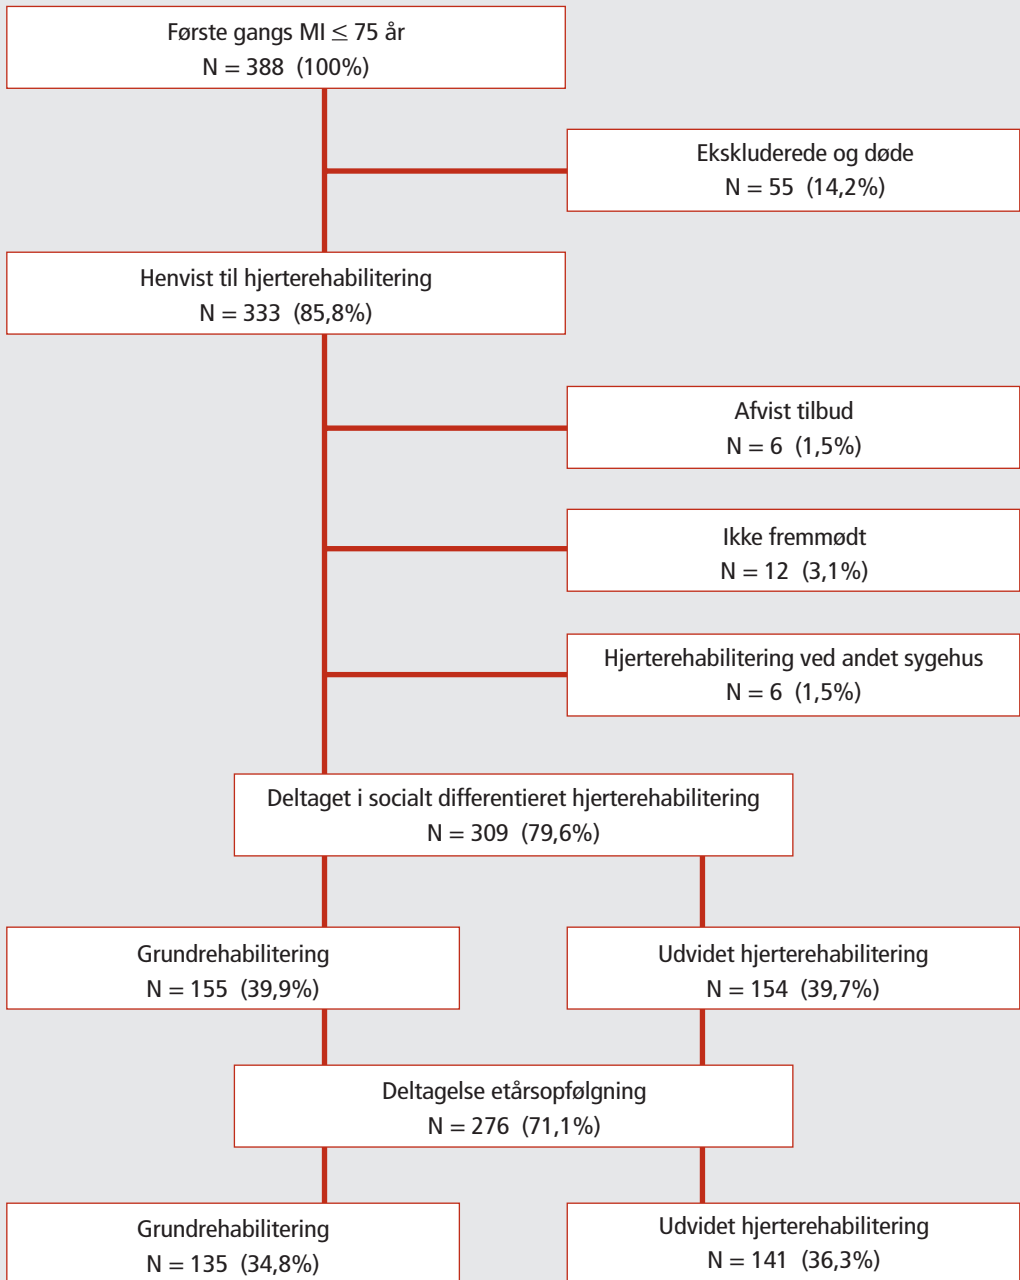 Første gangs MI ≤ 75 år
N = 388 (100%)
Ekskluderede og døde
N = 55 (14,2%)
Henvist til hjerterehabilitering
N = 333 (85,8%)
Afvist tilbud
N = 6 (1,5%)
Ikke fremmødt
N = 12 (3,1%)
Hjerterehabilitering ved andet sygehus
N = 6 (1,5%)
Deltaget i socialt differentieret hjerterehabilitering
N = 309 (79,6%)
Grundrehabilitering
N = 155 (39,9%)
Udvidet hjerterehabilitering
N = 154 (39,7%)
Deltagelse etårsopfølgning
N = 276 (71,1%)
Grundrehabilitering
N = 135 (34,8%)
Udvidet hjerterehabilitering
N = 141 (36,3%)